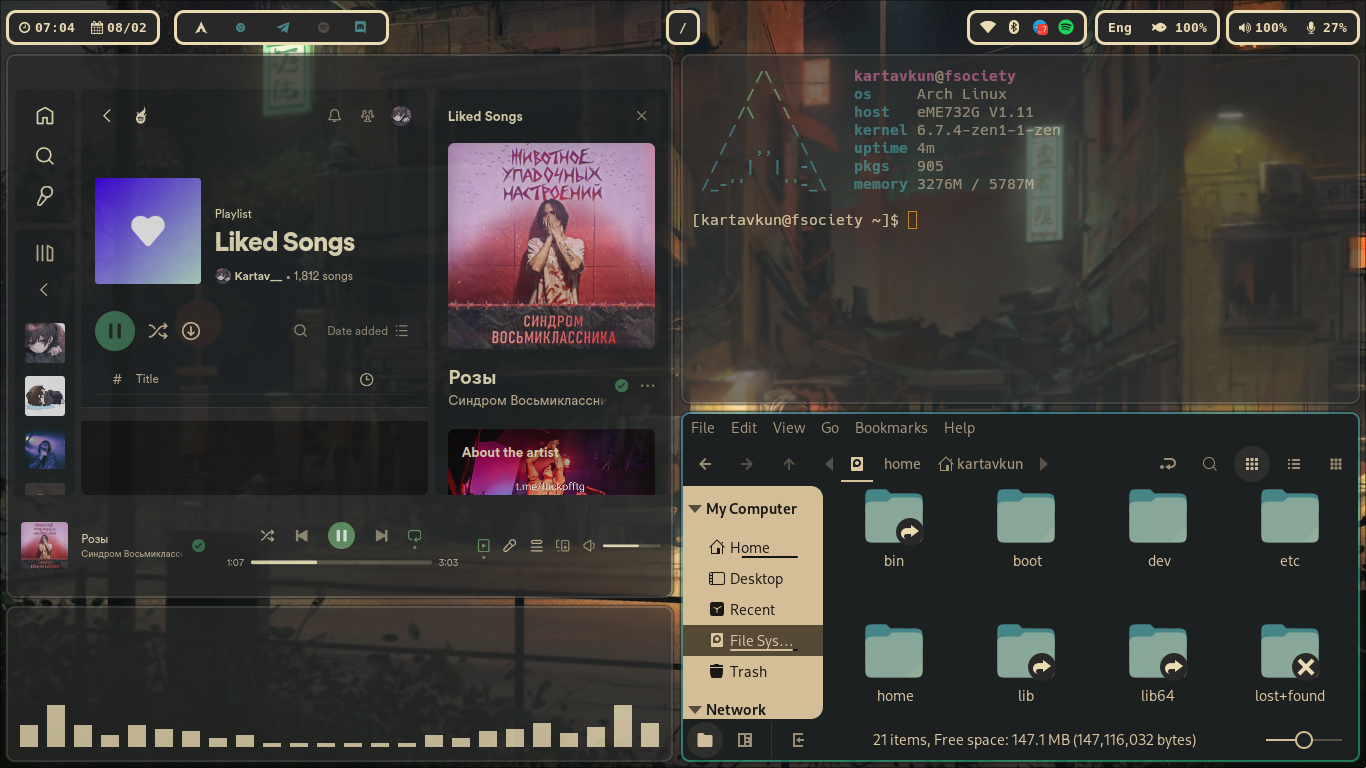 07:04 08/02
/
7
Eng 100%
100% 27%
Playlist
Liked Songs
Kartav__ • 1,812 songs
Date added
# Title
Liked Songs
ЖИВОТНОЕ
УПАДОЧНЫХ
НАСТРОЕНИЙ
СИНДРОМ
ВОСЬМИКЛАССНИКА
Розы
Синдром Восьмиклассни
About the artist
t.me/fuckofftg
Розы
Синдром Восьмикласс
1:07
3:03
kartavkun@fsociety
os Arch Linux
host eME732G V1.11
kernel 6.7.4-zen1-1-zen
uptime 4m
pkgs 905
memory 3276M / 5787M
[kartavkun@fsociety ~]$
File Edit View Go Bookmarks Help
home kartavkun
My Computer
Home
Desktop
Recent
File Sys...
Trash
Network
bin boot dev etc
home lib lib64 lost+found
21 items, Free space: 147.1 MB (147,116,032 bytes)